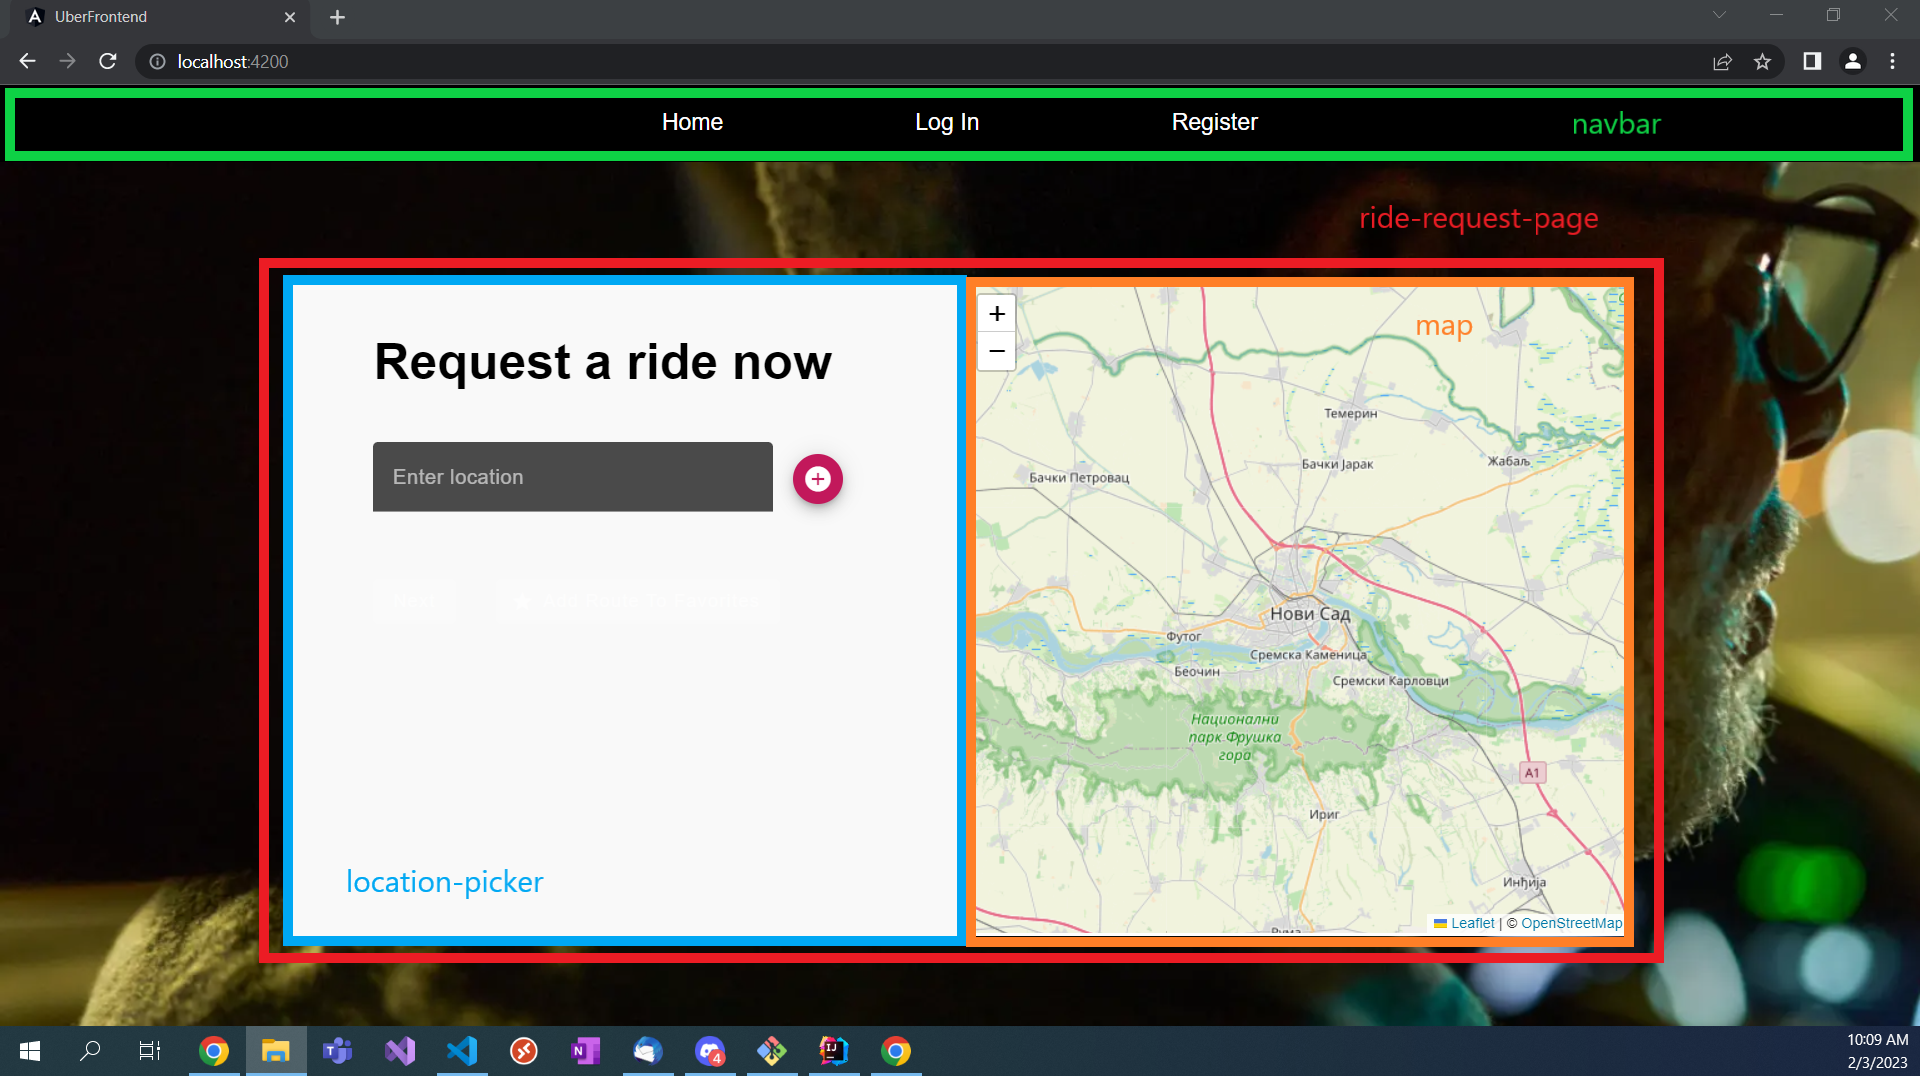 UberFrontend
localhost:4200
Home
Log In
Register
navbar
ride-request-page
Request a ride now
Enter location
location-picker
+
−
map
Темерин
Бачки Јарак
Жабаљ
Бачки Петровац
Нови Сад
Футог
Сремска Каменица
Беочин
Сремски Карловци
Национални
парк Фрушка
гора
A1
Ириг
Инђија
Рума
Leaflet | © OpenStreetMap
4
10:09 AM
2/3/2023